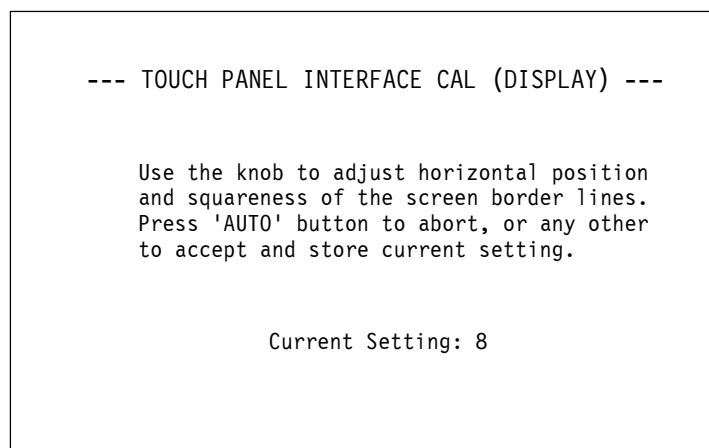 --- TOUCH PANEL INTERFACE CAL (DISPLAY) ---
Use the knob to adjust horizontal position
and squareness of the screen border lines.
Press 'AUTO' button to abort, or any other
to accept and store current setting.
Current Setting: 8